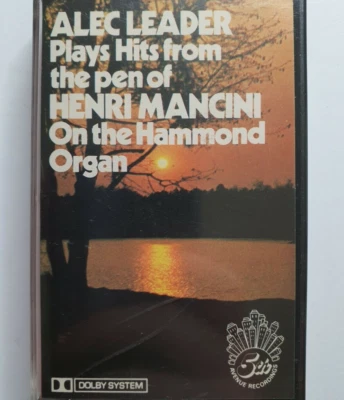 ALEC LEADER
Plays Hits from
the pen of
HENRI MANCINI
On the Hammond
Organ
5th
AVENUE RECORDINGS
DOLBY SYSTEM